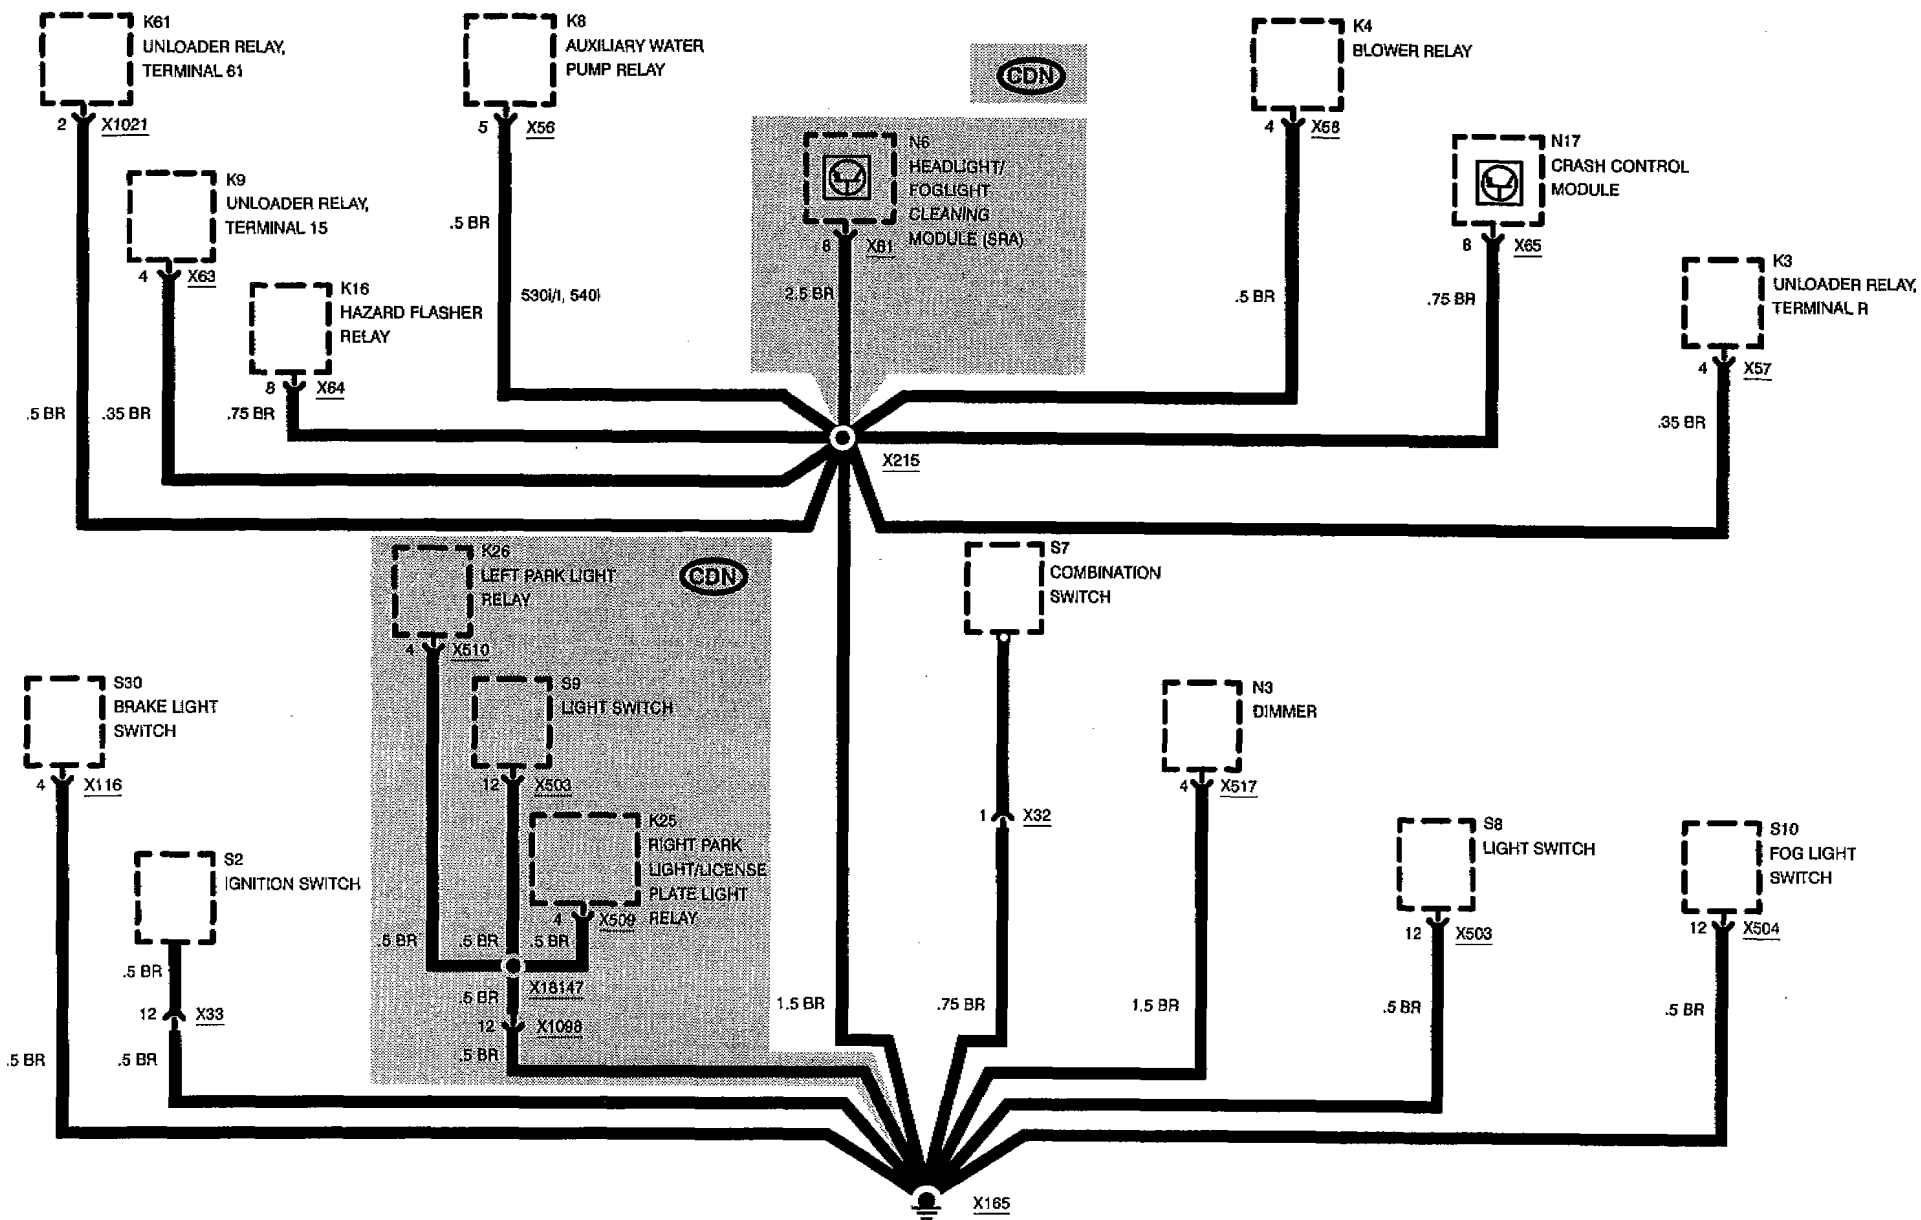 K61
UNLOADER RELAY,
TERMINAL 61
2
X1021
K8
AUXILIARY WATER
PUMP RELAY
5
X56
CDN
K4
BLOWER RELAY
4
X58
N6
HEADLIGHT/
FOGLIGHT
CLEANING
MODULE (SRA)
8
X61
N17
CRASH CONTROL
MODULE
8
X65
K9
UNLOADER RELAY,
TERMINAL 15
4
X63
K16
HAZARD FLASHER
RELAY
8
X64
K3
UNLOADER RELAY,
TERMINAL R
4
X57
.5 BR
530i/i, 540i
2.5 BR
.5 BR
.75 BR
.5 BR
.35 BR
.75 BR
.35 BR
X215
K26
LEFT PARK LIGHT
RELAY
4
X510
CDN
S7
COMBINATION
SWITCH
S30
BRAKE LIGHT
SWITCH
4
X116
S9
LIGHT SWITCH
12
X503
N3
DIMMER
4
X517
1
X32
K25
RIGHT PARK
LIGHT/LICENSE
PLATE LIGHT
RELAY
4
X509
S8
LIGHT SWITCH
12
X503
S10
FOG LIGHT
SWITCH
12
X504
S2
IGNITION SWITCH
.5 BR
12
X33
.5 BR
.5 BR
.5 BR
.5 BR
.5 BR
X18147
.5 BR
12
X1098
.5 BR
1.5 BR
.75 BR
1.5 BR
.5 BR
.5 BR
X165